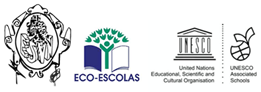 ECO-ESCOLAS
UNESCO
United Nations
Educational, Scientific and
Cultural Organisation
UNESCO
Associated
Schools